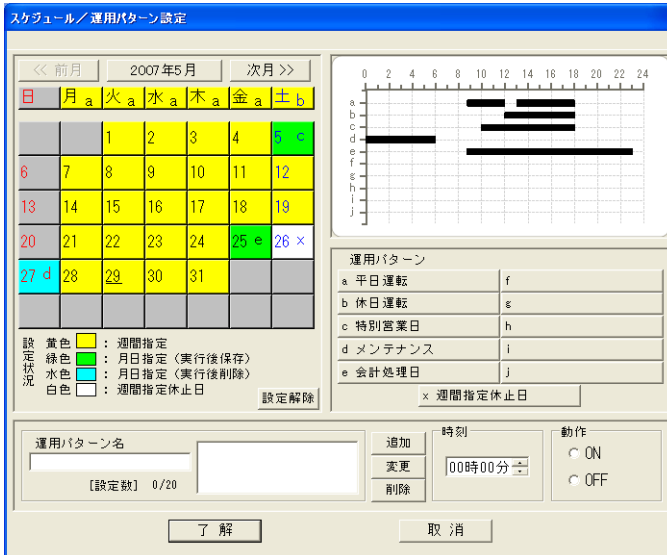 スケジュール／運用パターン設定
<< 前月 2007年5月 次月 >>
日 月 a 火 a 水 a 木 a 金 a 土 b
1 2 3 4 5 c
6 7 8 9 10 11 12
13 14 15 16 17 18 19
20 21 22 23 24 25 e 26 ×
27 d 28 29 30 31
設定状況
黄色 : 週間指定
緑色 : 月日指定（実行後保存）
水色 : 月日指定（実行後削除）
白色 : 週間指定休止日
設定解除
0 2 4 6 8 10 12 14 16 18 20 22 24
a
b
c
d
e
f
g
h
i
j
運用パターン
a 平日運転 f
b 休日運転 g
c 特別営業日 h
d メンテナンス i
e 会計処理日 j
x 週間指定休止日
運用パターン名
[設定数] 0/20
追加
変更
削除
時刻
00時00分
動作
ON
OFF
了解 取消